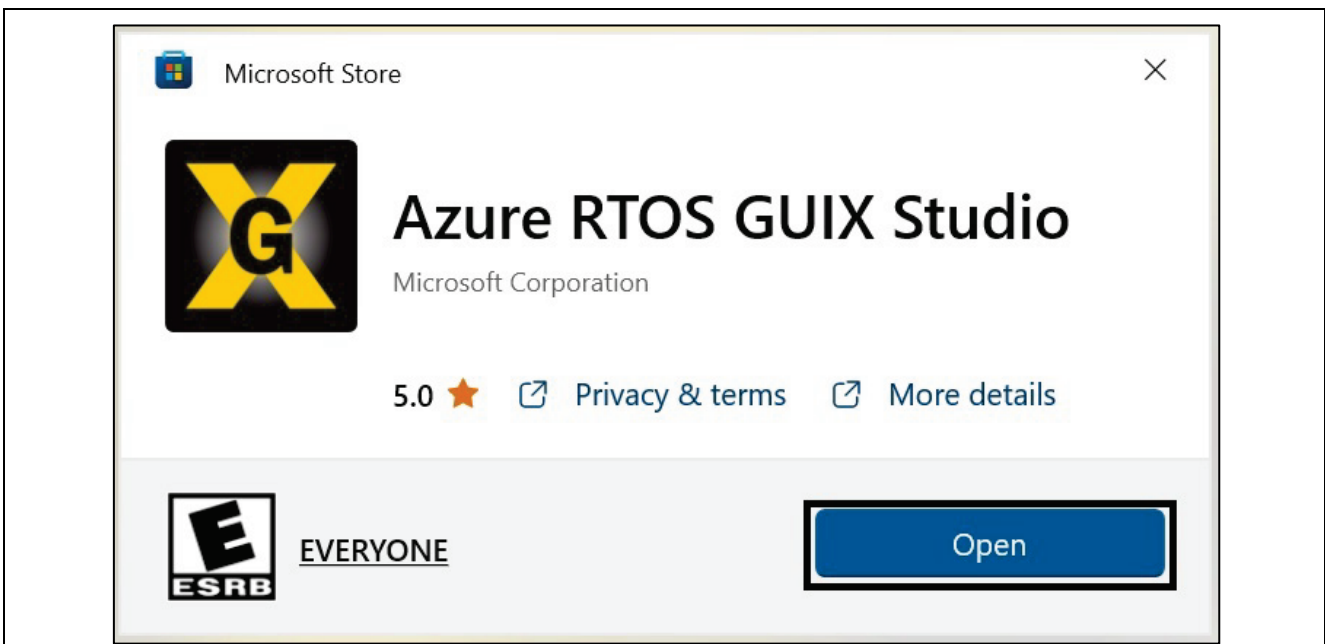 Microsoft Store
X
G
Azure RTOS GUIX Studio
Microsoft Corporation
5.0 Privacy & terms More details
E
ESRB
EVERYONE
Open